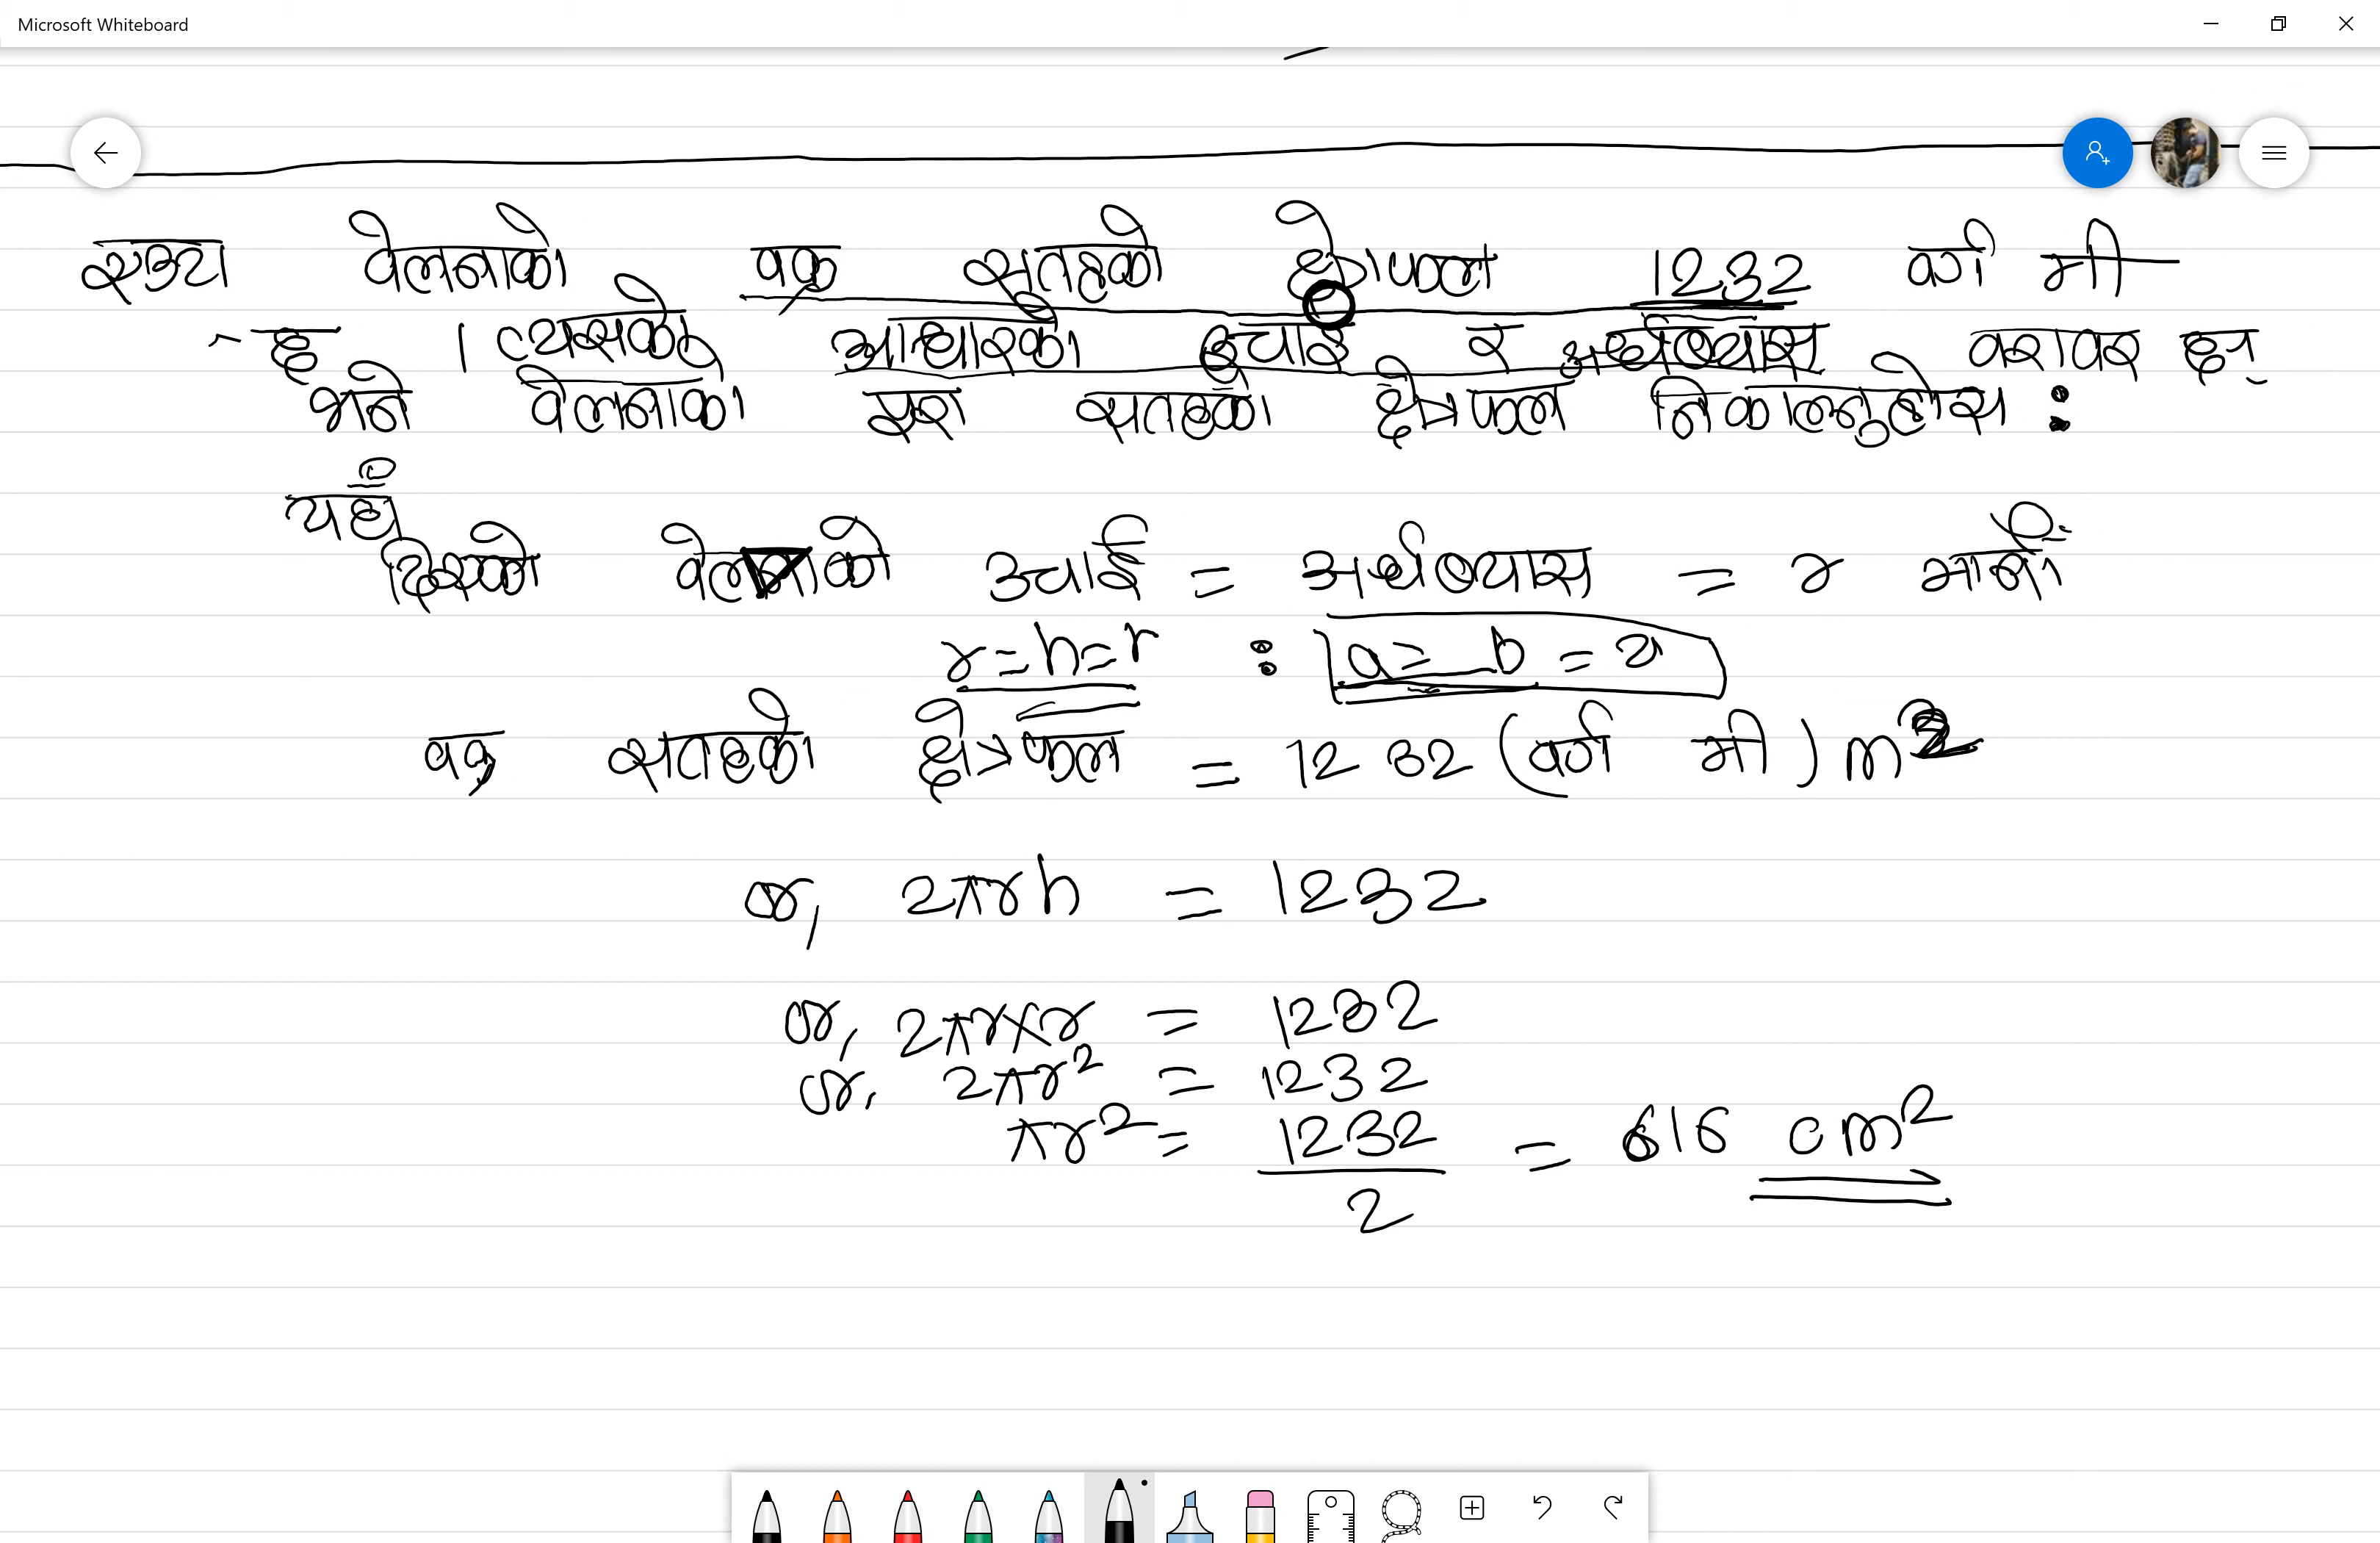 Microsoft Whiteboard
एउटा बेलनाको वक्र सतहको क्षेत्रफल 1232 वर्ग मी
छ । त्यसको आधारको उचाई र अर्धव्यास बराबर छन्
भने बेलनाको सतहको क्षेत्रफल निकाल्नुहोस :
यहाँ
बेलनाको उचाई = अर्धव्यास = r मानौं
r = h = r : a = b = r
वक्र सतहको क्षेत्रफल = 1232 (वर्ग मी) m2
or, 2πrh = 1232
or, 2πr×r = 1232
or, 2πr² = 1232
πr² = 1232/2 = 616 cm²